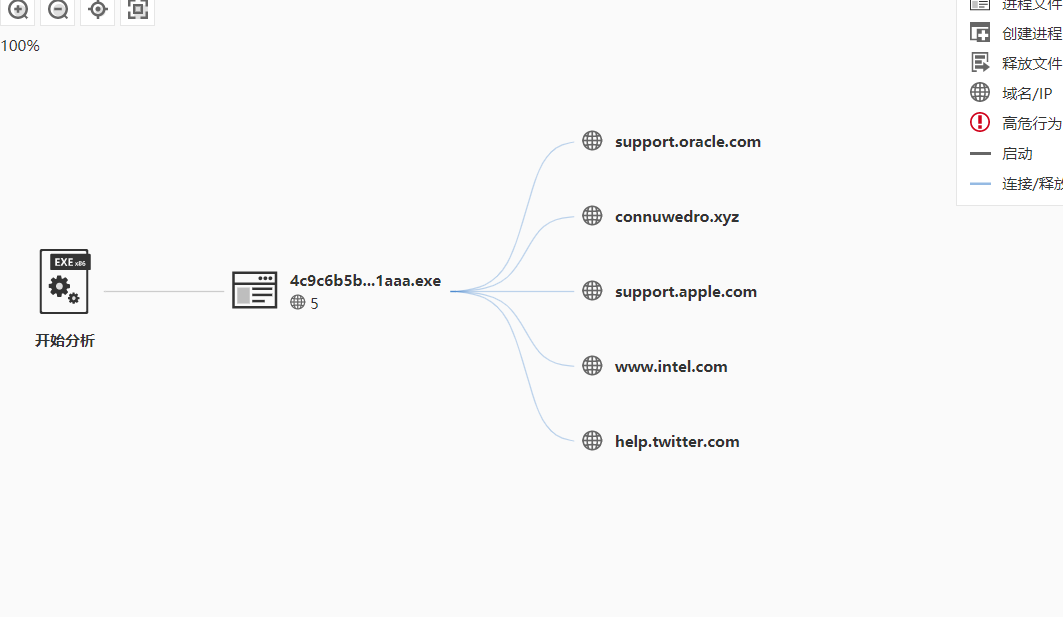 100%
进程文件
创建进程
释放文件
域名/IP
高危行为
启动
连接/释放
support.oracle.com
connuwedro.xyz
EXE x86
4c9c6b5b...1aaa.exe
5
support.apple.com
开始分析
www.intel.com
help.twitter.com